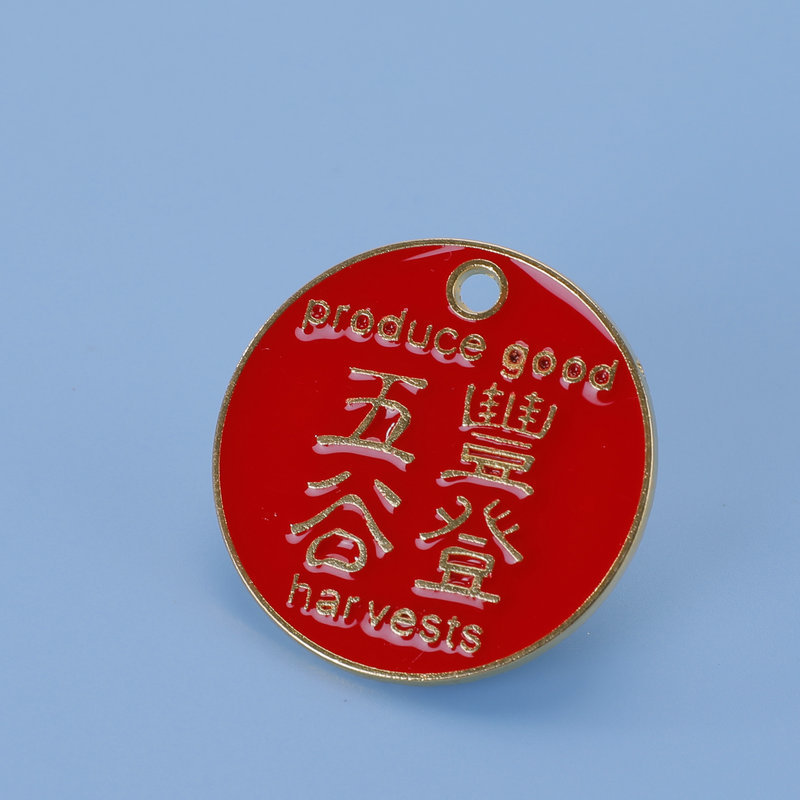 produce good
五豐
谷登
harvests